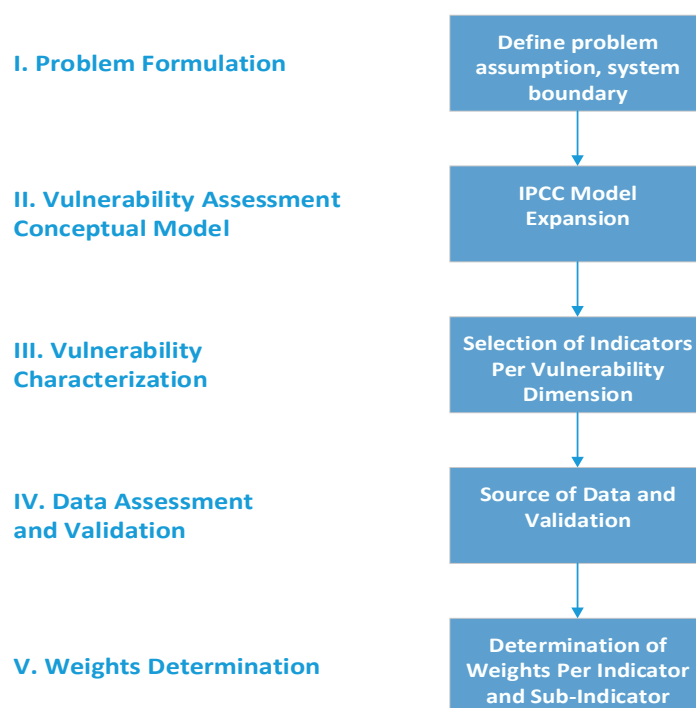 I. Problem Formulation
Define problem
assumption, system
boundary
II. Vulnerability Assessment
Conceptual Model
IPCC Model
Expansion
III. Vulnerability
Characterization
Selection of Indicators
Per Vulnerability
Dimension
IV. Data Assessment
and Validation
Source of Data and
Validation
V. Weights Determination
Determination of
Weights Per Indicator
and Sub-Indicator